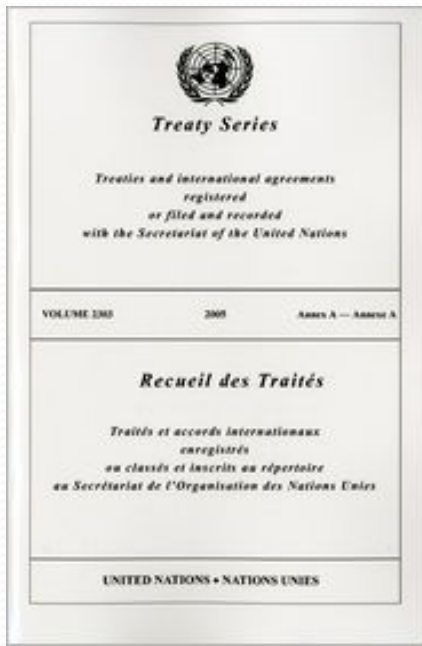 Treaty Series
Treaties and international agreements
registered
or filed and recorded
with the Secretariat of the United Nations
VOLUME 2303 2005 Annex A — Annexe A
Recueil des Traités
Traités et accords internationaux
enregistrés
ou classés et inscrits au répertoire
au Secrétariat de l'Organisation des Nations Unies
UNITED NATIONS • NATIONS UNIES